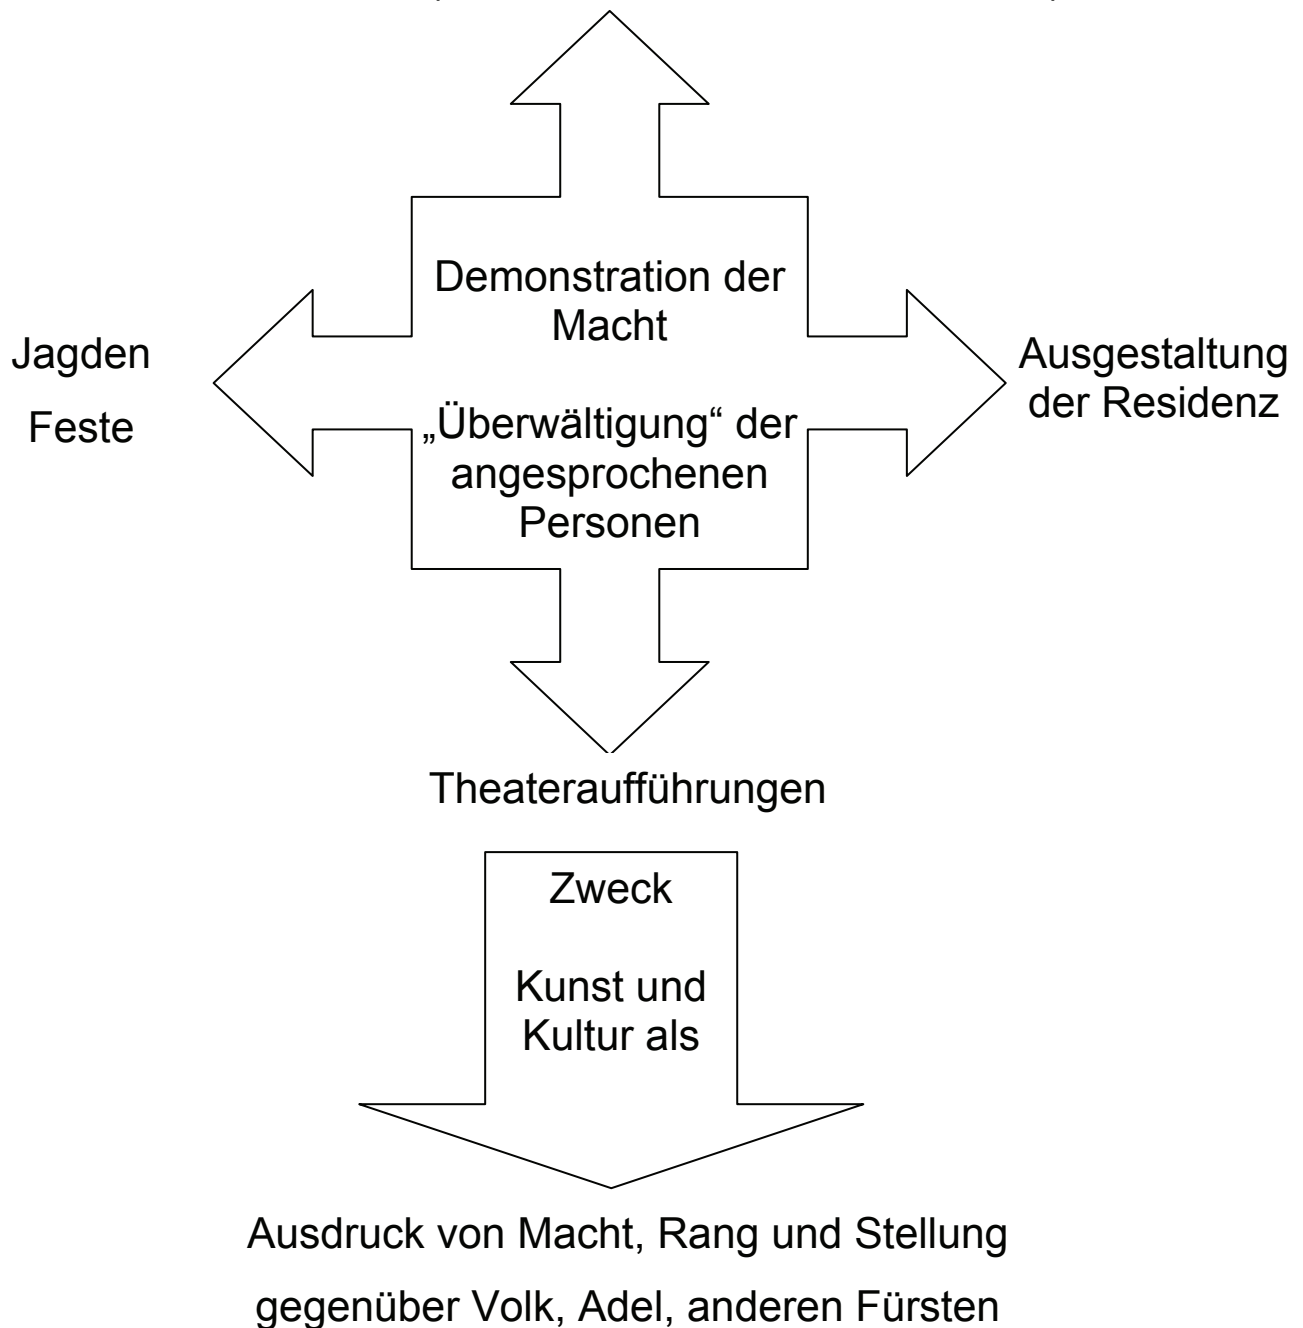 Demonstration der
Macht
Jagden
Feste
Ausgestaltung
der Residenz
„Überwältigung“ der
angesprochenen
Personen
Theateraufführungen
Zweck
Kunst und
Kultur als
Ausdruck von Macht, Rang und Stellung
gegenüber Volk, Adel, anderen Fürsten